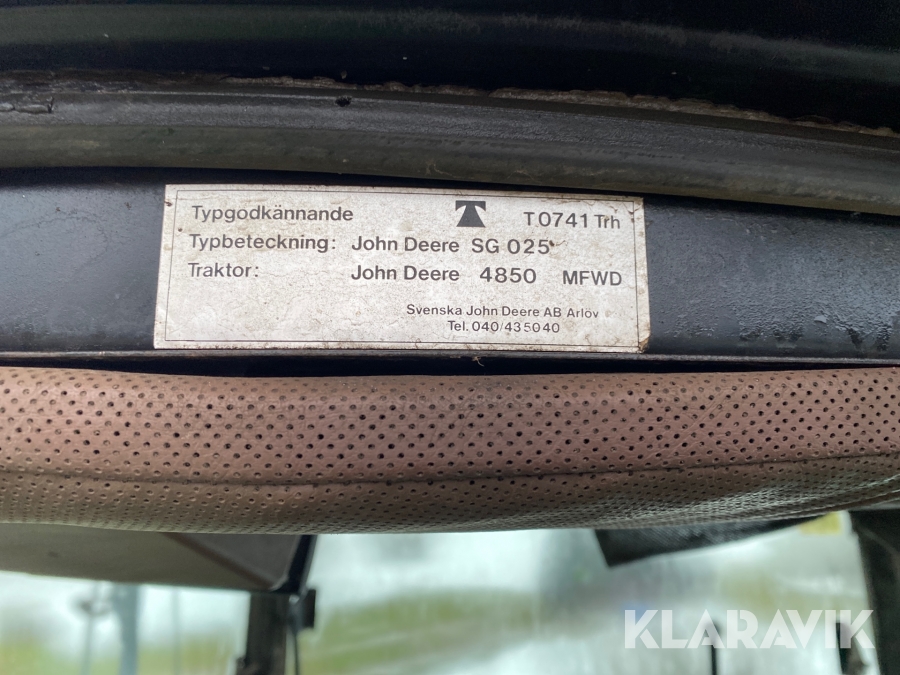 Typgodkännande T 0741 Trh
Typbeteckning: John Deere SG 025
Traktor: John Deere 4850 MFWD
Svenska John Deere AB Arlöv
Tel. 040/435040
KLARAVIK